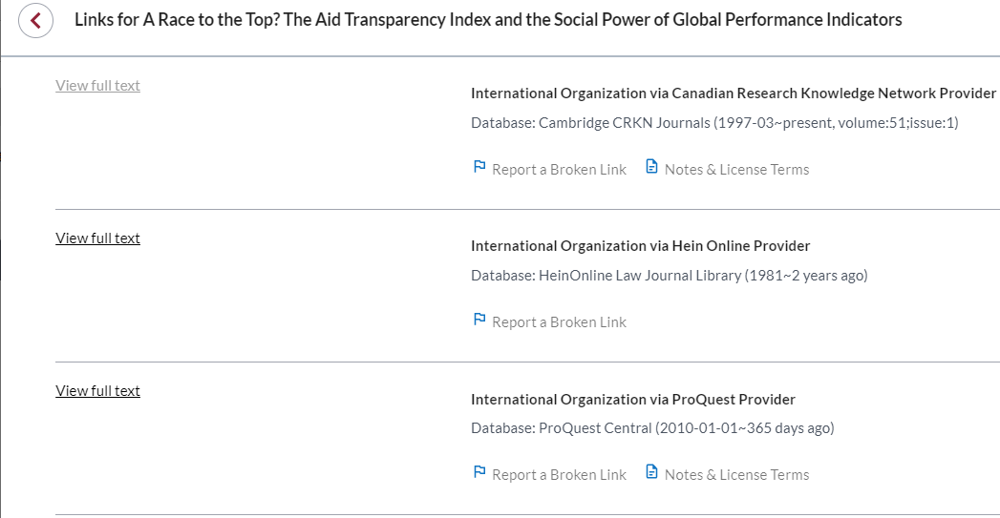 Links for A Race to the Top? The Aid Transparency Index and the Social Power of Global Performance Indicators
View full text
International Organization via Canadian Research Knowledge Network Provider
Database: Cambridge CRKN Journals (1997-03~present, volume:51;issue:1)
Report a Broken Link Notes & License Terms
View full text
International Organization via Hein Online Provider
Database: HeinOnline Law Journal Library (1981~2 years ago)
Report a Broken Link
View full text
International Organization via ProQuest Provider
Database: ProQuest Central (2010-01-01~365 days ago)
Report a Broken Link Notes & License Terms